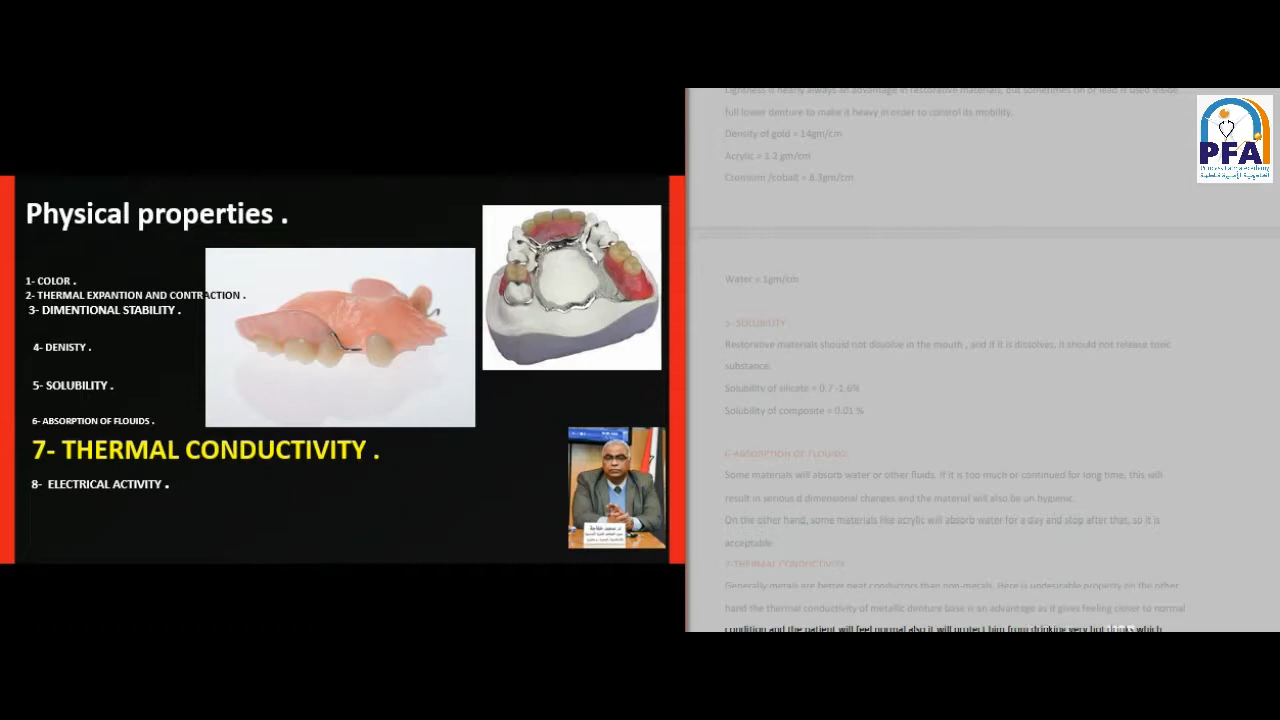 Physical properties .
1- COLOR .
2- THERMAL EXPANTION AND CONTRACTION .
3- DIMENTIONAL STABILITY .
4- DENISTY .
5- SOLUBILITY .
6- ABSORPTION OF FLOUIDS .
7- THERMAL CONDUCTIVITY .
8- ELECTRICAL ACTIVITY .
Lightness is nearly always an advantage in restorative materials, but sometimes tin or lead is used inside
full lower denture to make it heavy in order to control its mobility.
Density of gold = 14gm/cm
Acrylic = 1.2 gm/cm
Cromium /cobalt = 8.3gm/cm
Water = 1gm/cm
5- SOLUBILITY
Restorative materials should not dissolve in the mouth , and if it is dissolves, it should not release toxic
substance.
Solubility of silicate = 0.7 -1.6%
Solubility of composite = 0.01 %
6-ABSORPTION OF FLOUIDS:
Some materials will absorb water or other fluids. If it is too much or continued for long time, this will
result in serious d dimensional changes and the material will also be un hygenic.
On the other hand, some materials like acrylic will absorb water for a day and stop after that, so it is
acceptable
7-THERMAL CONDUCTIVITY
Generally metals are better heat conductors than non-metals. Here is undesirable property on the other
hand the thermal conductivity of metallic denture base is an advantage as it gives feeling closer to normal
condition and the patient will feel normal also it will protect him from drinking very hot which
PFA
Princess Fatma Academy